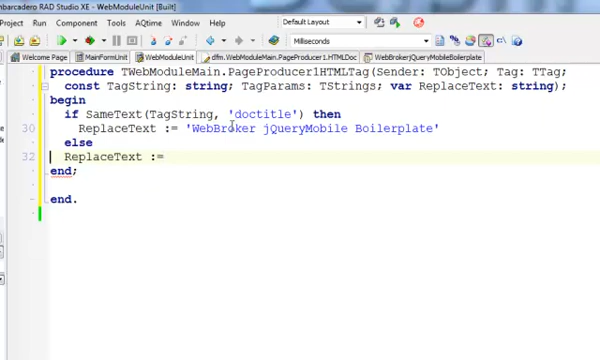 mbarcadero RAD Studio XE - WebModuleUnit [Built]
Run Component Tools AQtime Window Help Default Layout
Milliseconds
Welcome Page MainFormUnit WebModuleUnit dfm.WebModuleMain.PageProducer1.HTMLDoc WebBrokerjQueryMobileBoilerplate
procedure TWebModuleMain.PageProducer1HTMLTag(Sender: TObject; Tag: TTag;
const TagString: string; TagParams: TStrings; var ReplaceText: string);
begin
if SameText(TagString, 'doctitle') then
30 ReplaceText := 'WebBroker jQueryMobile Boilerplate'
else
32 ReplaceText :=
end;
end.